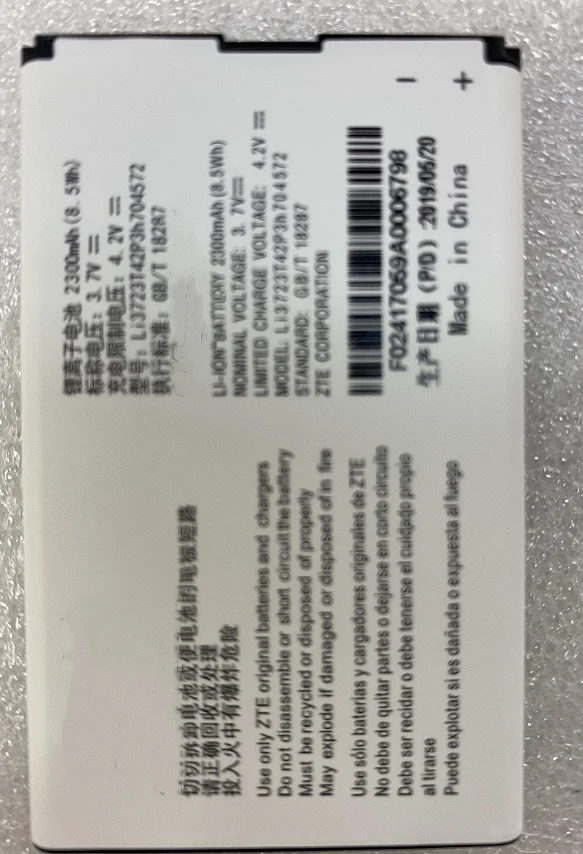 锂离子电池 2300mAh (8.5Wh)
标称电压: 3.7V ⎓
充电限制电压: 4.2V ⎓
型号: Li3723T42P3h704572
执行标准: GB/T 18287
LI-ION BATTERY 2300mAh (8.5Wh)
NOMINAL VOLTAGE: 3.7V⎓
LIMITED CHARGE VOLTAGE: 4.2V ⎓
MODEL: Li3723T42P3h704572
STANDARD: GB/T 18287
ZTE CORPORATION
F02417059A0006798
生产日期 (P/D) :2019/06/20
Made in China
－ +
切切拆卸电池或使电池的电极短路
请正确回收或处理
投入火中有爆炸危险
Use only ZTE original batteries and chargers
Do not disassemble or short circuit the battery
Must be recycled or disposed of properly
May explode if damaged or disposed of in fire
Use sólo baterías y cargadores originales de ZTE
No debe de quitar partes o dejarse en corto circuito
Debe ser recidar o debe tenerse el cuidado propio
al tirarse
Puede explotar si es dañada o expuesta al fuego